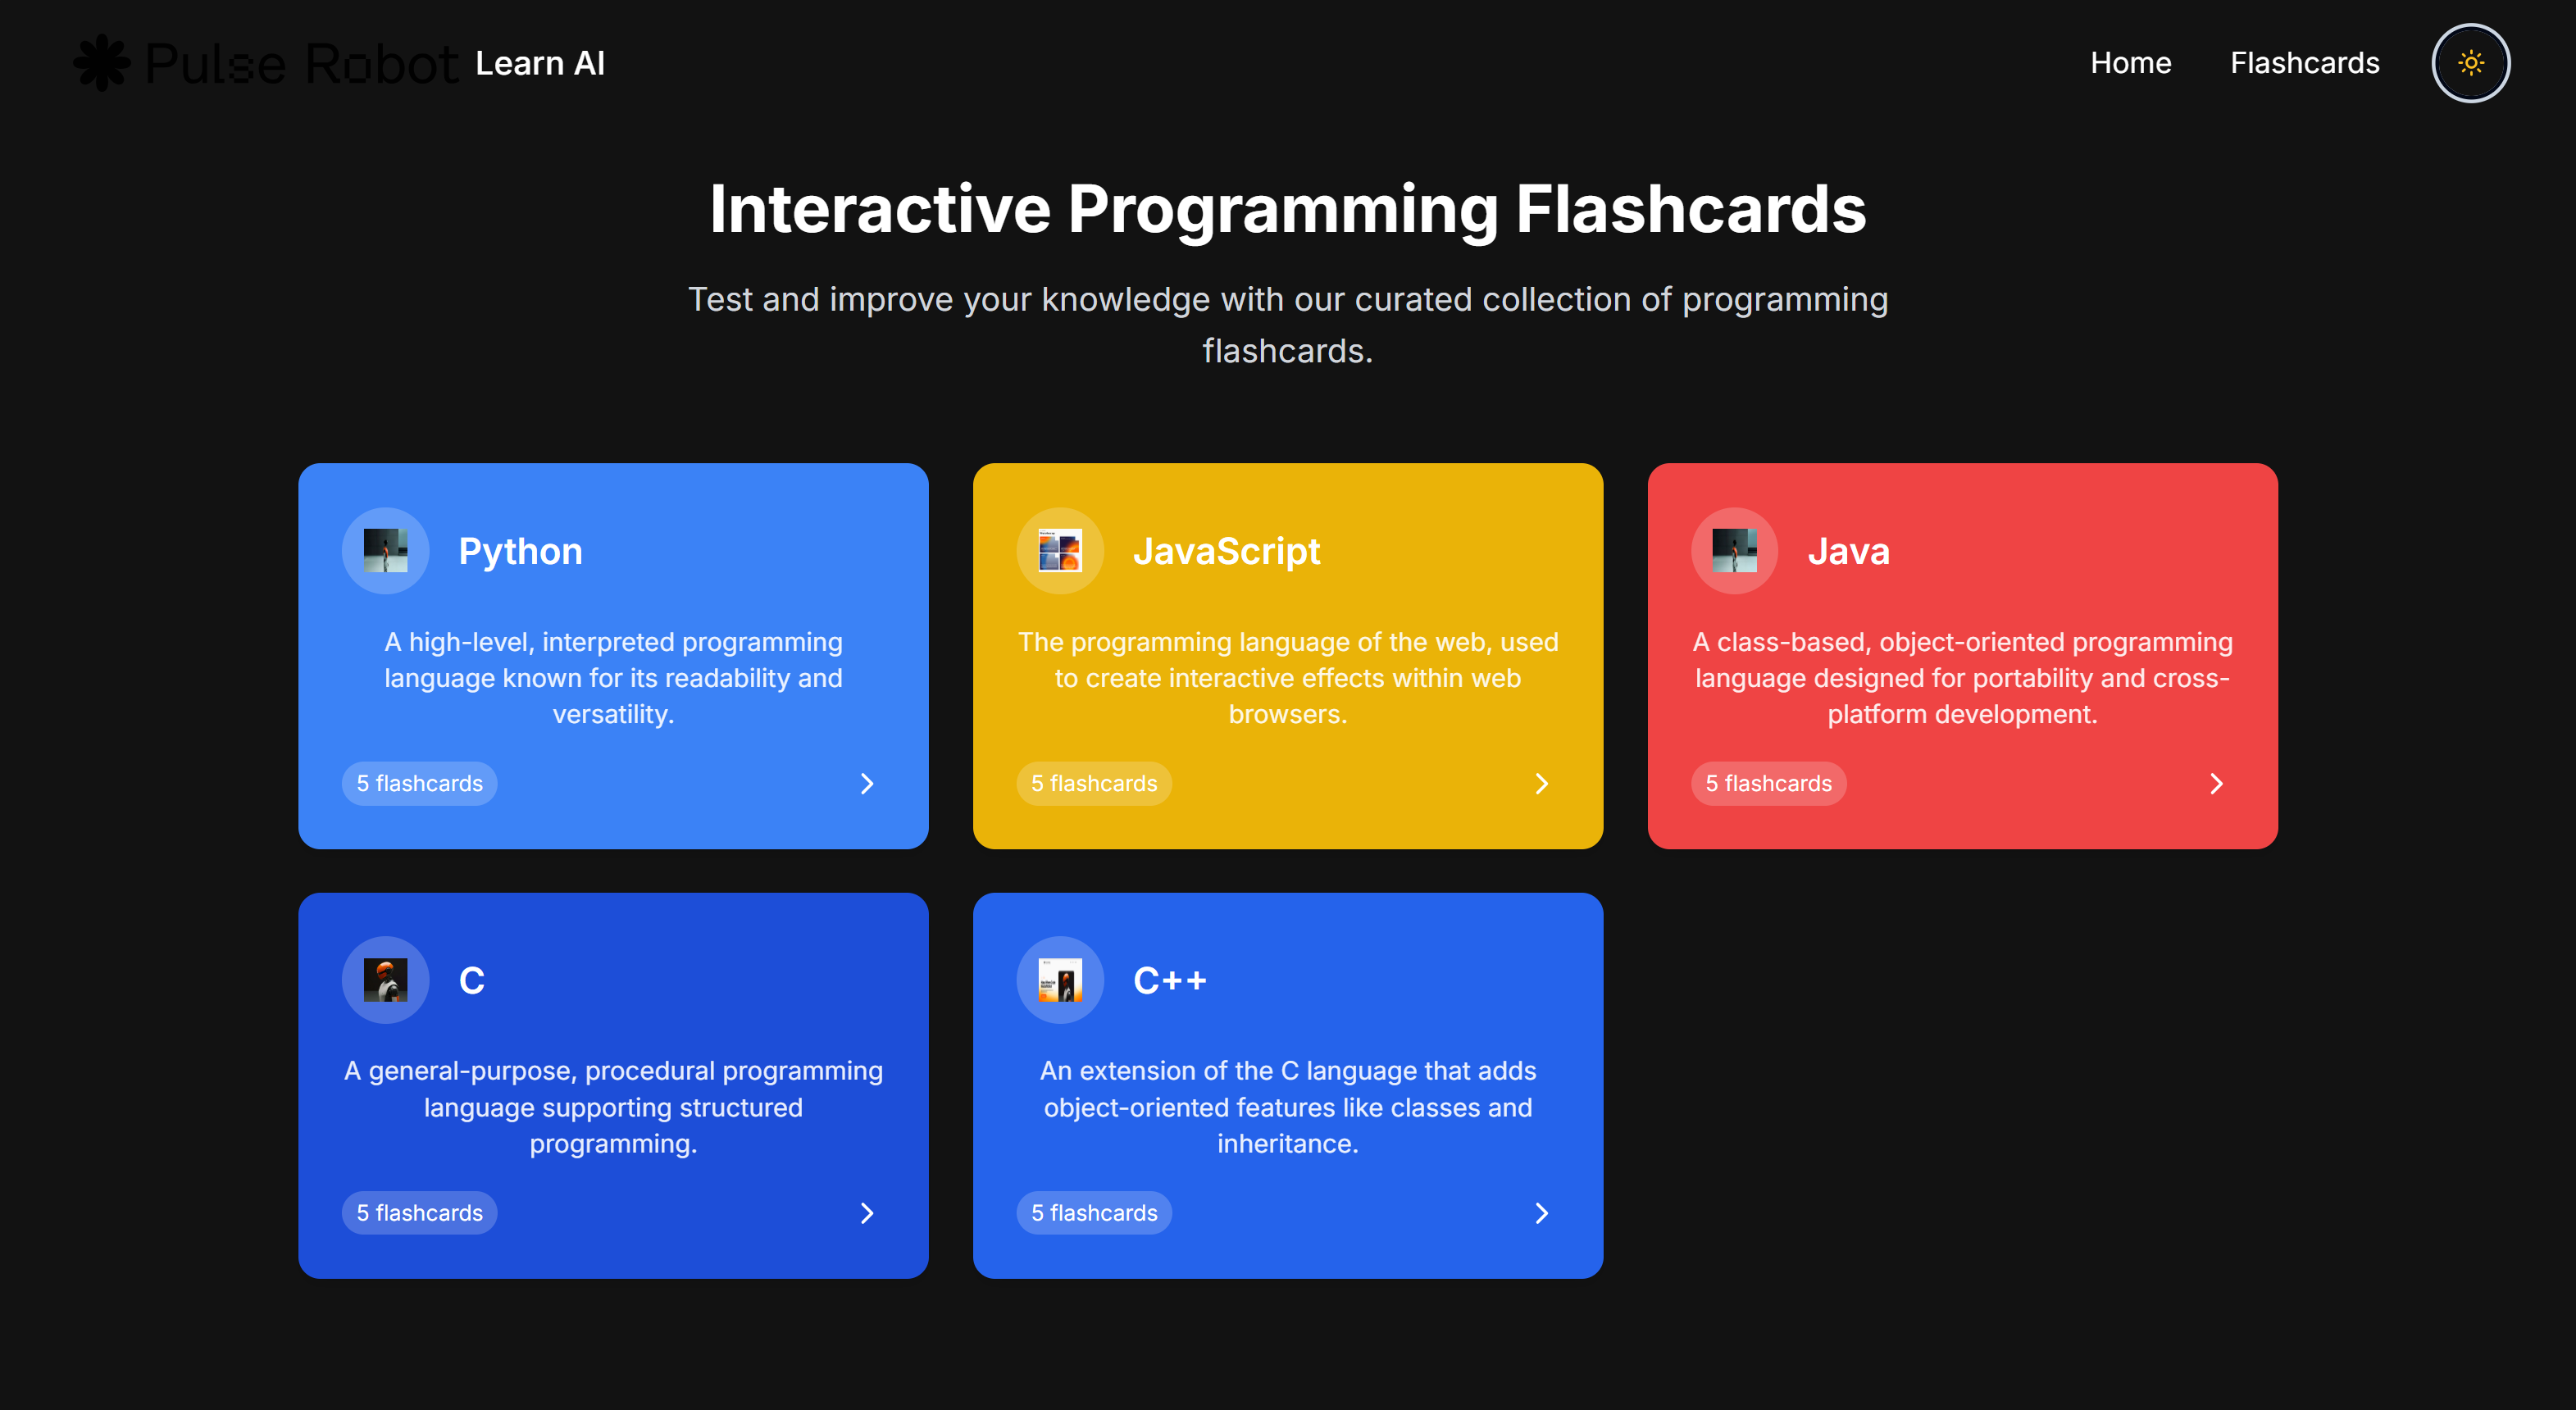 Pulse Robot Learn AI
Home
Flashcards
Interactive Programming Flashcards
Test and improve your knowledge with our curated collection of programming
flashcards.
Python
A high-level, interpreted programming
language known for its readability and
versatility.
5 flashcards
JavaScript
The programming language of the web, used
to create interactive effects within web
browsers.
5 flashcards
Java
A class-based, object-oriented programming
language designed for portability and cross-
platform development.
5 flashcards
C
A general-purpose, procedural programming
language supporting structured
programming.
5 flashcards
C++
An extension of the C language that adds
object-oriented features like classes and
inheritance.
5 flashcards